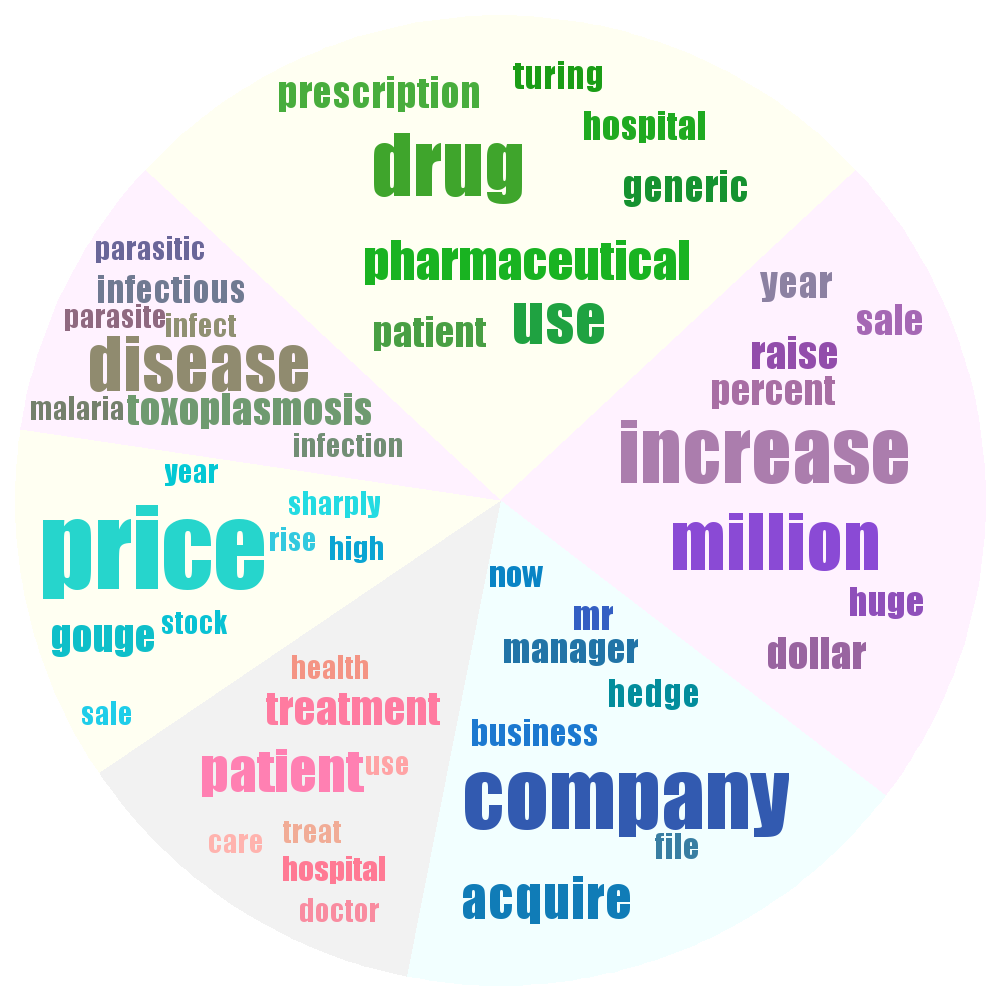 turing
prescription
hospital
drug
generic
pharmaceutical
use
patient
year
sale
raise
percent
increase
million
huge
dollar
now
mr
manager
hedge
business
company
file
acquire
health
treatment
patient
use
treat
care
hospital
doctor
year
sharply
price
rise
high
stock
gouge
sale
parasitic
infectious
parasite
infect
disease
malaria
toxoplasmosis
infection